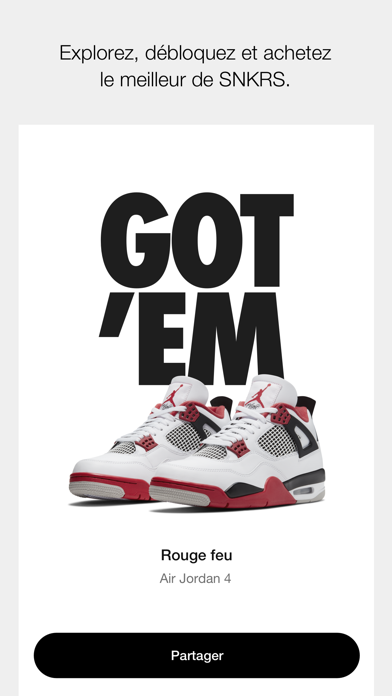 Explorez, débloquez et achetez
le meilleur de SNKRS.
GOT
’EM
Rouge feu
Air Jordan 4
Partager